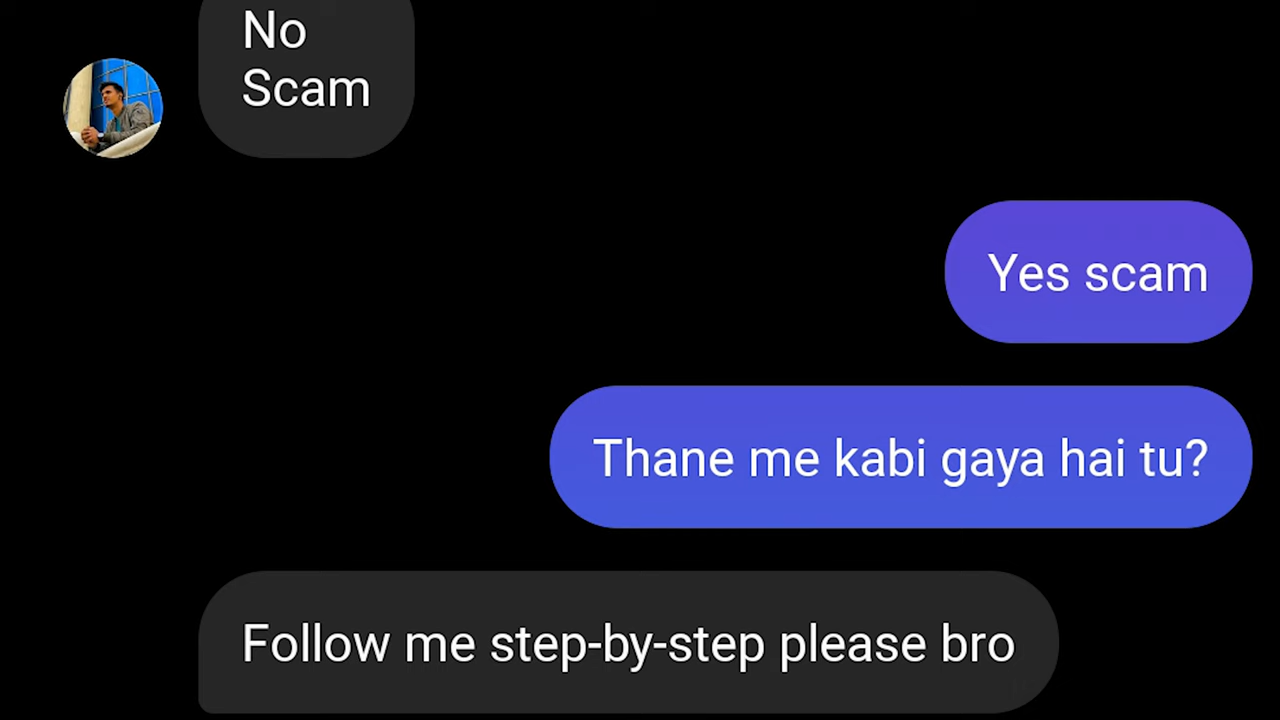 No
Scam
Yes scam
Thane me kabi gaya hai tu?
Follow me step-by-step please bro